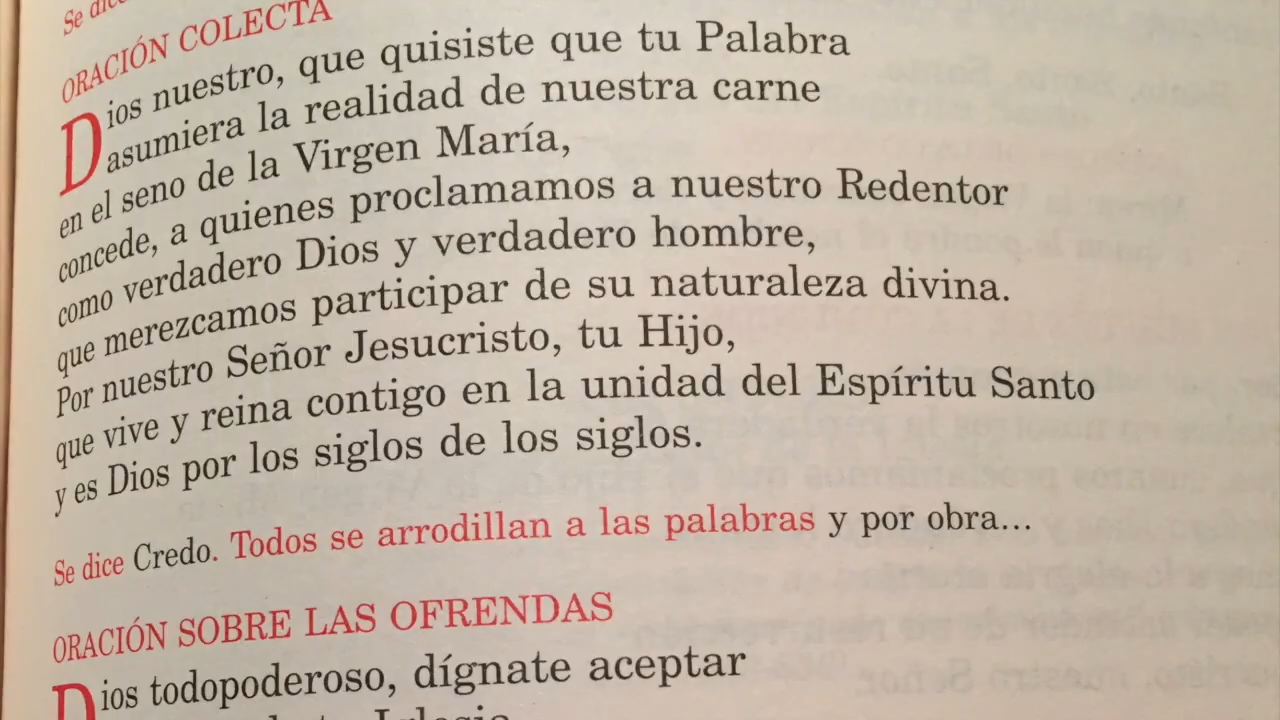 Se dice
ORACIÓN COLECTA
Dios nuestro, que quisiste que tu Palabra
asumiera la realidad de nuestra carne
en el seno de la Virgen María,
concede, a quienes proclamamos a nuestro Redentor
como verdadero Dios y verdadero hombre,
que merezcamos participar de su naturaleza divina.
Por nuestro Señor Jesucristo, tu Hijo,
que vive y reina contigo en la unidad del Espíritu Santo
y es Dios por los siglos de los siglos.
Se dice Credo. Todos se arrodillan a las palabras y por obra...
ORACIÓN SOBRE LAS OFRENDAS
Dios todopoderoso, dígnate aceptar
Iglesia